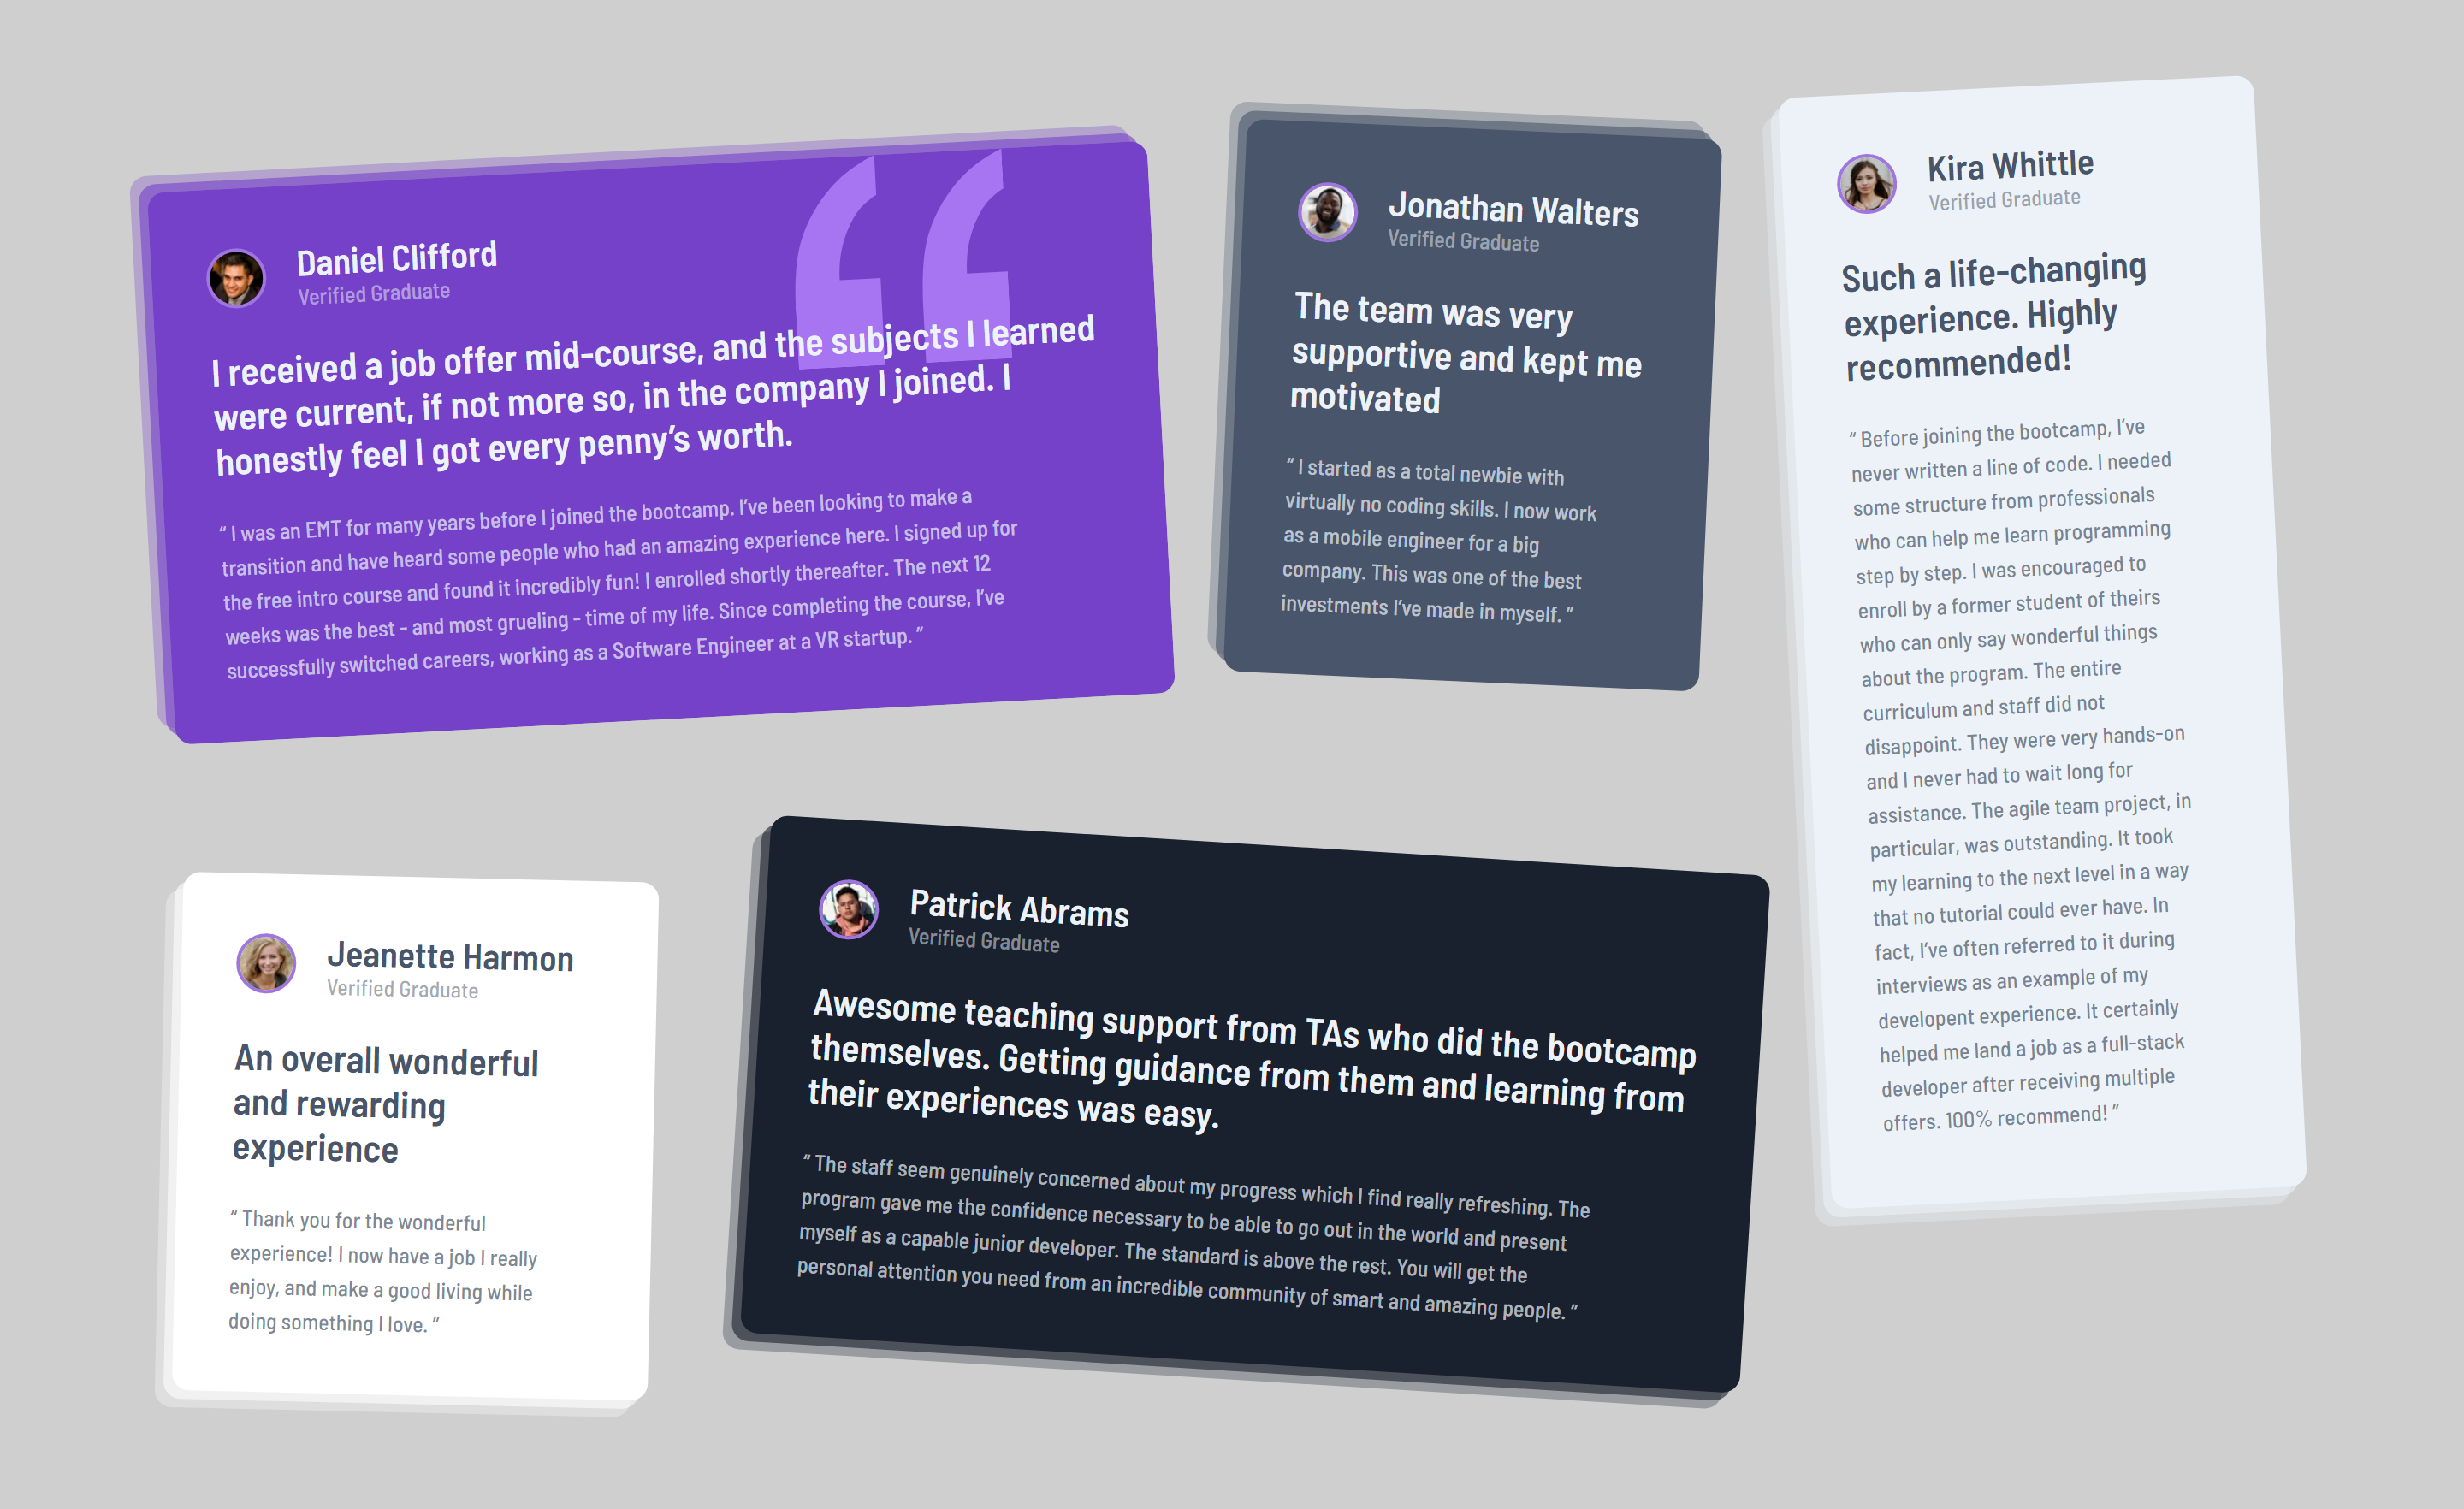 Daniel Clifford
Verified Graduate
I received a job offer mid-course, and the subjects I learned
were current, if not more so, in the company I joined. I
honestly feel I got every penny’s worth.
“ I was an EMT for many years before I joined the bootcamp. I’ve been looking to make a
transition and have heard some people who had an amazing experience here. I signed up for
the free intro course and found it incredibly fun! I enrolled shortly thereafter. The next 12
weeks was the best - and most grueling - time of my life. Since completing the course, I’ve
successfully switched careers, working as a Software Engineer at a VR startup. ”
Jonathan Walters
Verified Graduate
The team was very
supportive and kept me
motivated
“ I started as a total newbie with
virtually no coding skills. I now work
as a mobile engineer for a big
company. This was one of the best
investments I’ve made in myself. ”
Kira Whittle
Verified Graduate
Such a life-changing
experience. Highly
recommended!
“ Before joining the bootcamp, I’ve
never written a line of code. I needed
some structure from professionals
who can help me learn programming
step by step. I was encouraged to
enroll by a former student of theirs
who can only say wonderful things
about the program. The entire
curriculum and staff did not
disappoint. They were very hands-on
and I never had to wait long for
assistance. The agile team project, in
particular, was outstanding. It took
my learning to the next level in a way
that no tutorial could ever have. In
fact, I’ve often referred to it during
interviews as an example of my
developent experience. It certainly
helped me land a job as a full-stack
developer after receiving multiple
offers. 100% recommend! ”
Jeanette Harmon
Verified Graduate
An overall wonderful
and rewarding
experience
“ Thank you for the wonderful
experience! I now have a job I really
enjoy, and make a good living while
doing something I love. ”
Patrick Abrams
Verified Graduate
Awesome teaching support from TAs who did the bootcamp
themselves. Getting guidance from them and learning from
their experiences was easy.
“ The staff seem genuinely concerned about my progress which I find really refreshing. The
program gave me the confidence necessary to be able to go out in the world and present
myself as a capable junior developer. The standard is above the rest. You will get the
personal attention you need from an incredible community of smart and amazing people. ”